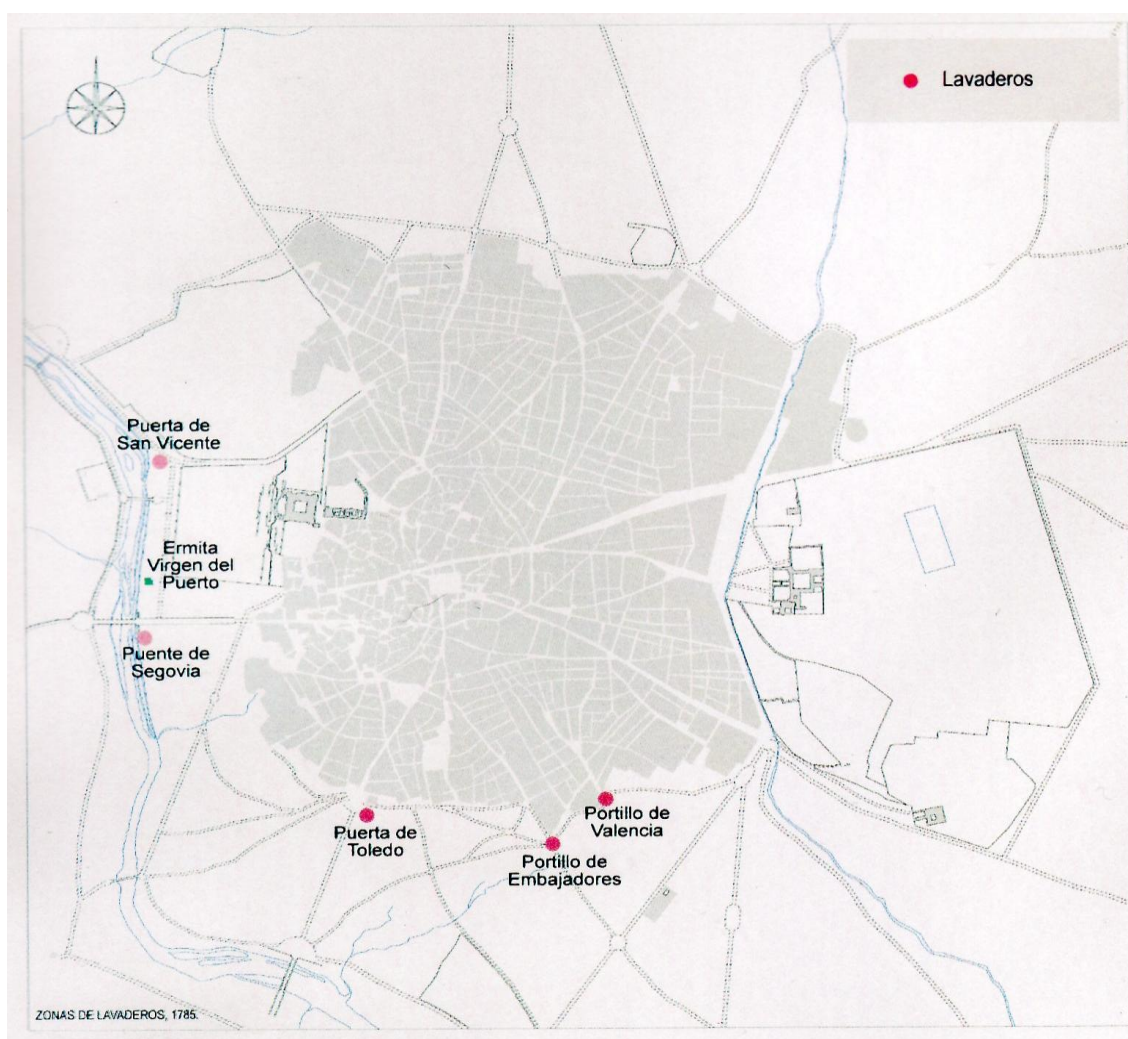 Lavaderos
Puerta de
San Vicente
Ermita
Virgen del
Puerto
Puente de
Segovia
Puerta de
Toledo
Portillo de
Valencia
Portillo de
Embajadores
ZONAS DE LAVADEROS, 1785.